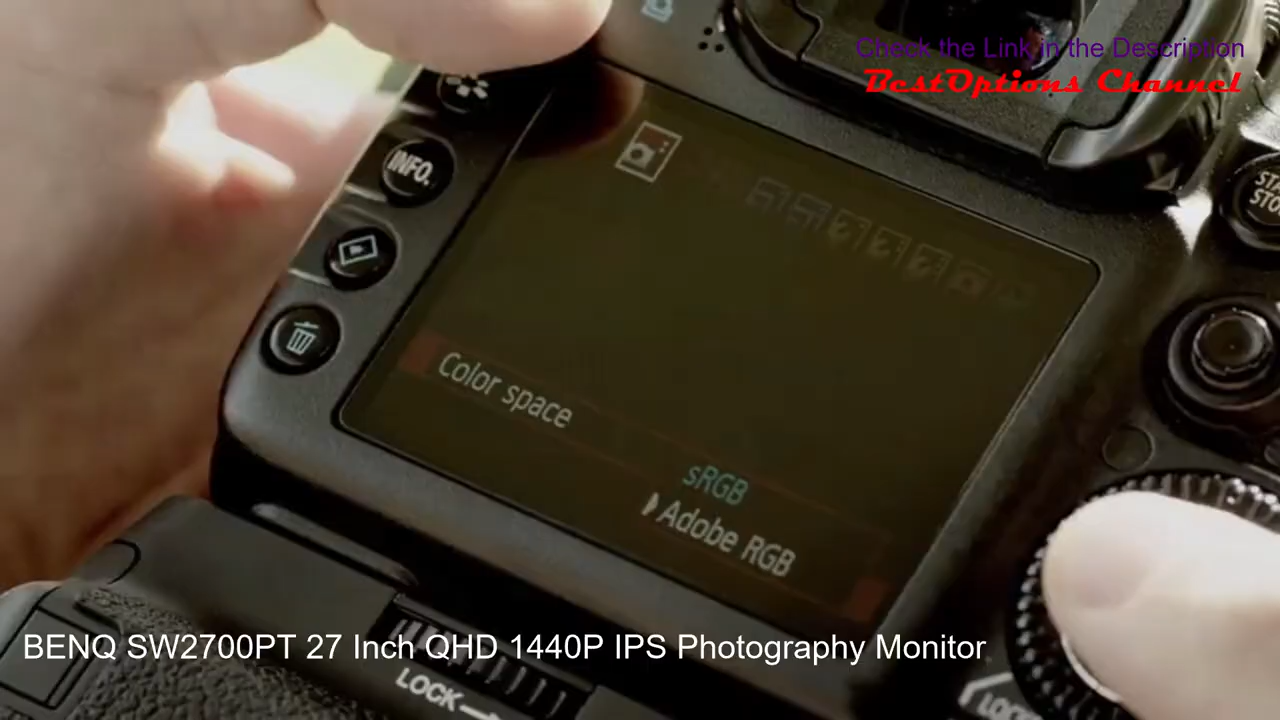 Check the Link in the Description
BestOptions Channel
INFO.
Color space
sRGB
Adobe RGB
BENQ SW2700PT 27 Inch QHD 1440P IPS Photography Monitor
LOCK